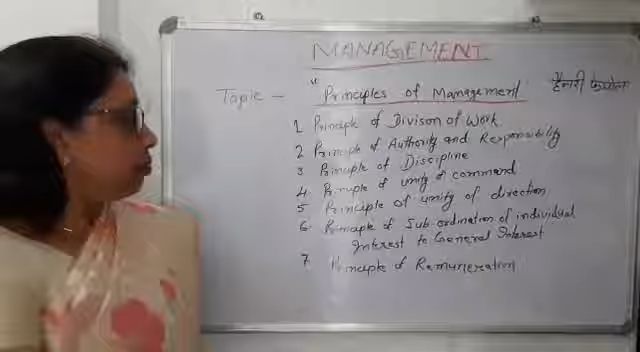 MANAGEMENT
Topic - "Principles of Management" हेनरी फेयोल
1 Principle of Divison of Work
2 Principle of Authority and Responsibility
3 Principle of Discipline
4 Principle of unity of command
5 Principle of unity of direction
6 Principle of Sub ordination of individual
Interest to General Interest
7 Principle of Remuneration